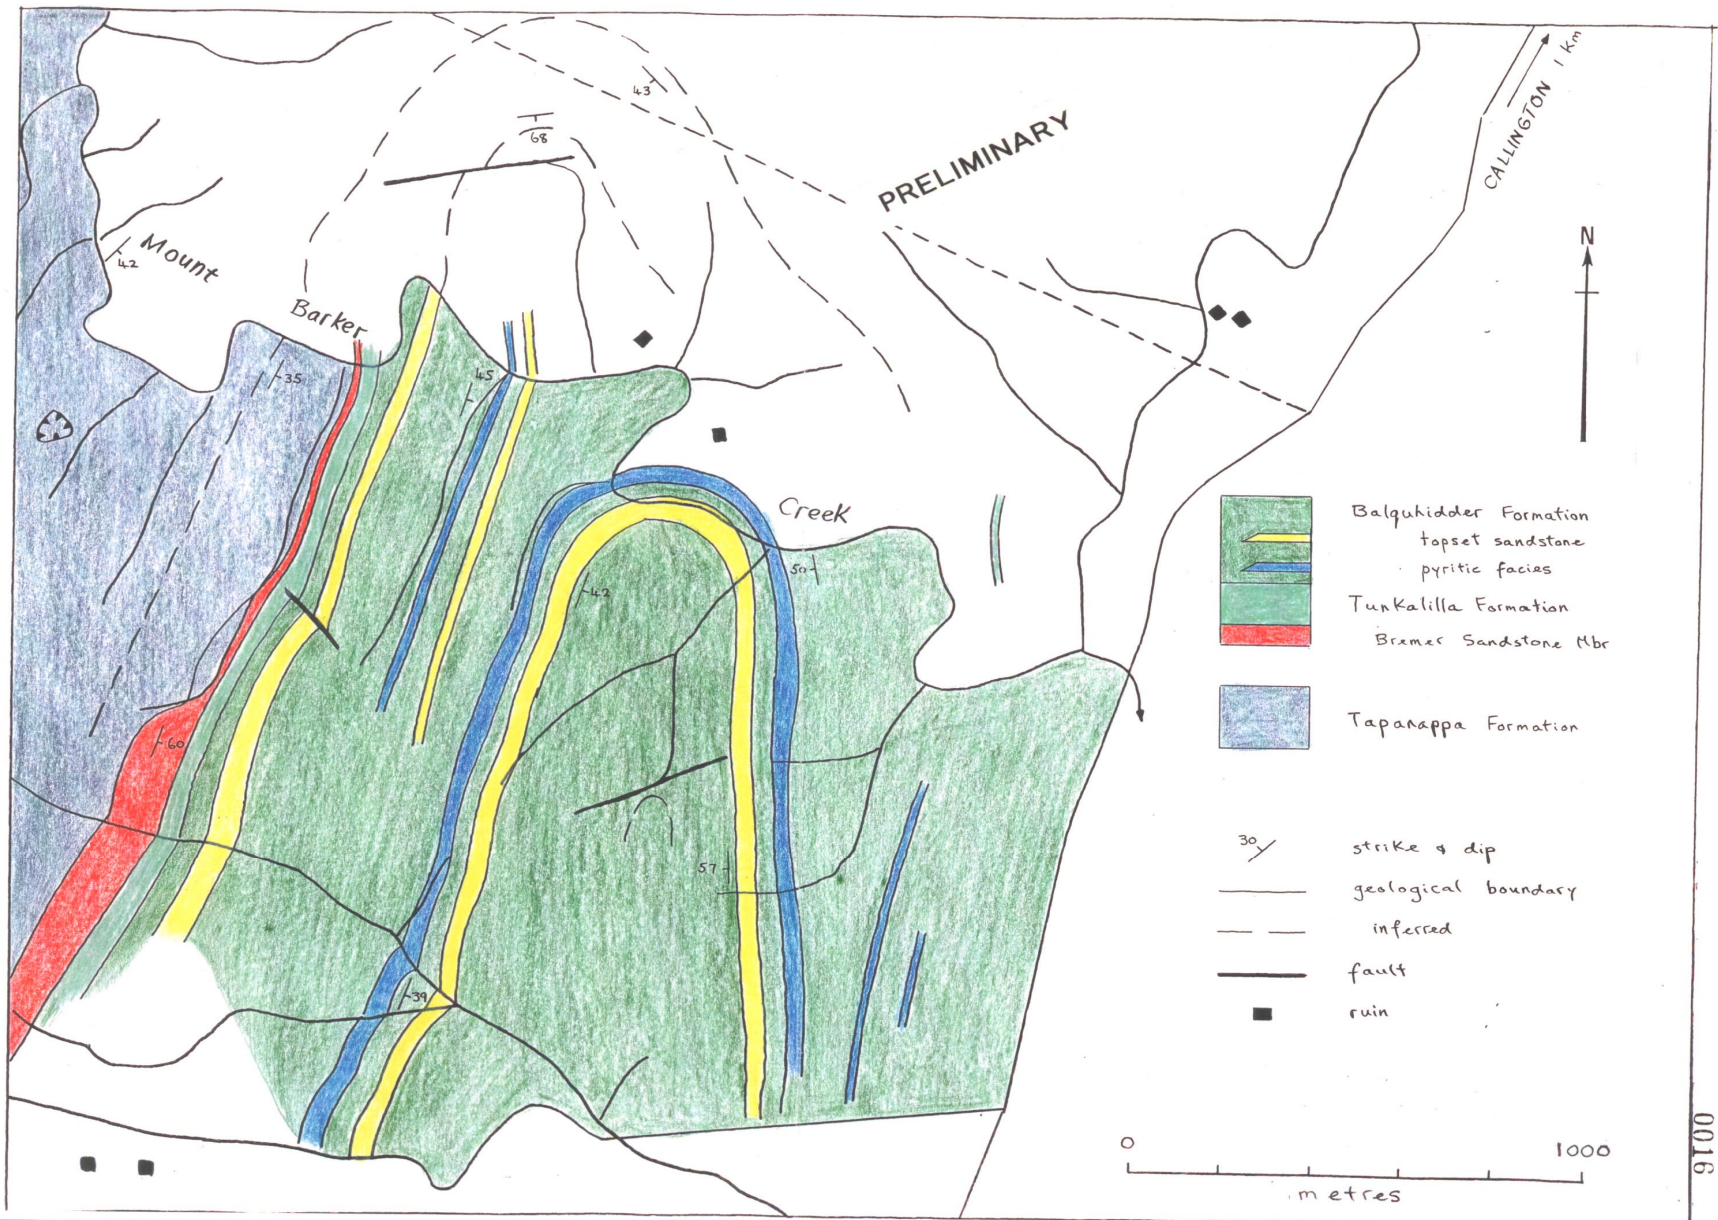 43
68
PRELIMINARY
CALLINGTON 1 Km
N
42
Mount
Barker
35
45
Creek
50
42
60
57
39
Balquhidder Formation
topset sandstone
pyritic facies
Tunkalilla Formation
Bremer Sandstone Mbr
Tapanappa Formation
30
strike & dip
geological boundary
inferred
fault
ruin
0 1000
metres
0016